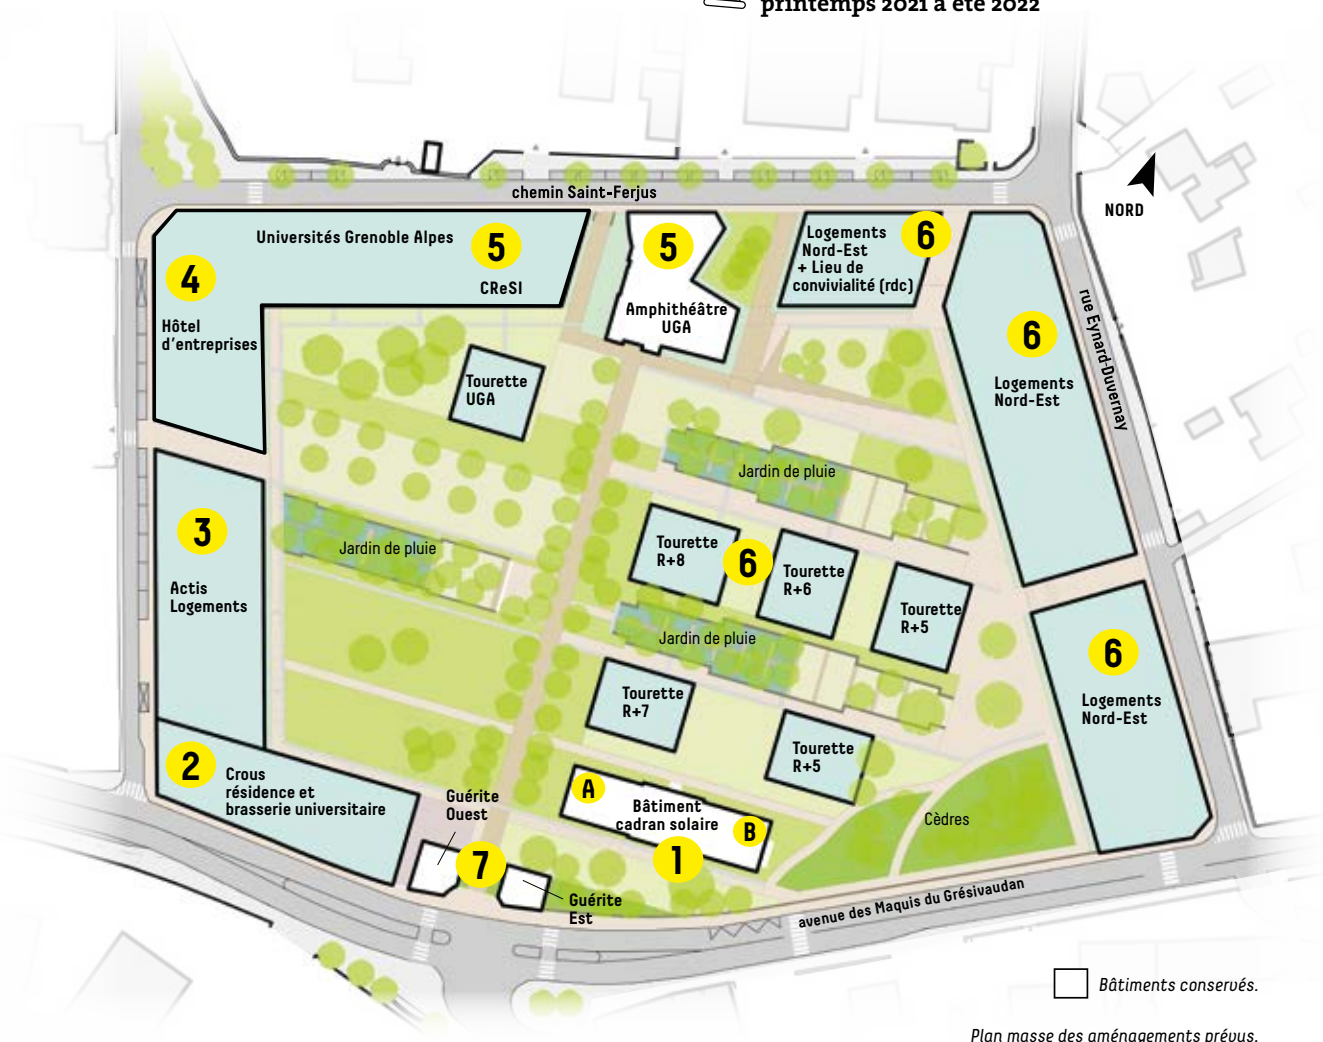 printemps 2021 à été 2022
chemin Saint-Ferjus
NORD
Universités Grenoble Alpes
5
CReSI
4
Hôtel
d'entreprises
5
Amphithéâtre
UGA
Logements
Nord-Est
+ Lieu de
convivialité (rdc)
6
6
Logements
Nord-Est
rue Eynard-Duvernay
Tourette
UGA
Jardin de pluie
3
Actis
Logements
Jardin de pluie
Tourette
R+8
6
Tourette
R+6
Tourette
R+5
Jardin de pluie
6
Logements
Nord-Est
Tourette
R+7
Tourette
R+5
2
Crous
résidence et
brasserie universitaire
Guérite
Ouest
A
Bâtiment
cadran solaire
B
1
Cèdres
7
Guérite
Est
avenue des Maquis du Grésivaudan
Bâtiments conservés.
Plan masse des aménagements prévus.